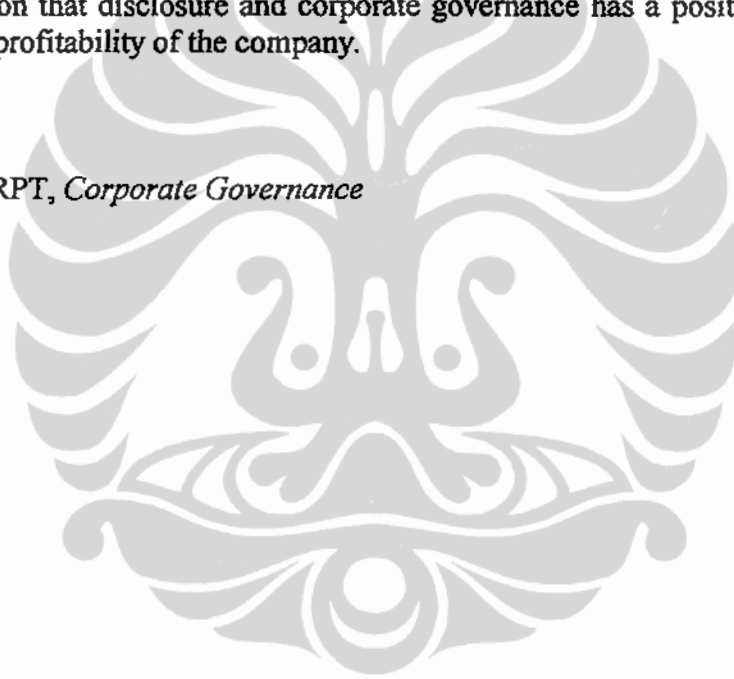 on that disclosure and corporate governance has a posit
profitability of the company.
RPT, Corporate Governance